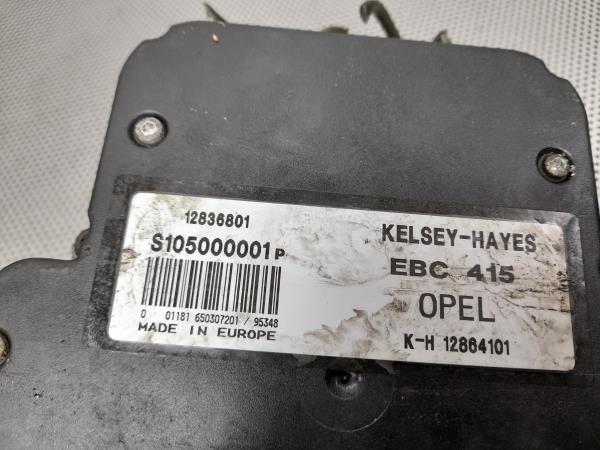 12836801
S105000001P
0 01181 650307201 / 95348
MADE IN EUROPE
KELSEY-HAYES
EBC 415
OPEL
K-H 12864101